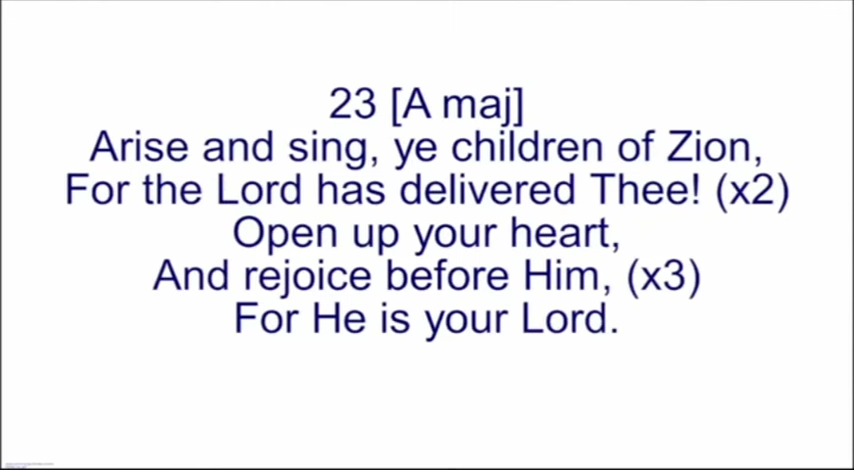 23 [A maj]
Arise and sing, ye children of Zion,
For the Lord has delivered Thee! (x2)
Open up your heart,
And rejoice before Him, (x3)
For He is your Lord.